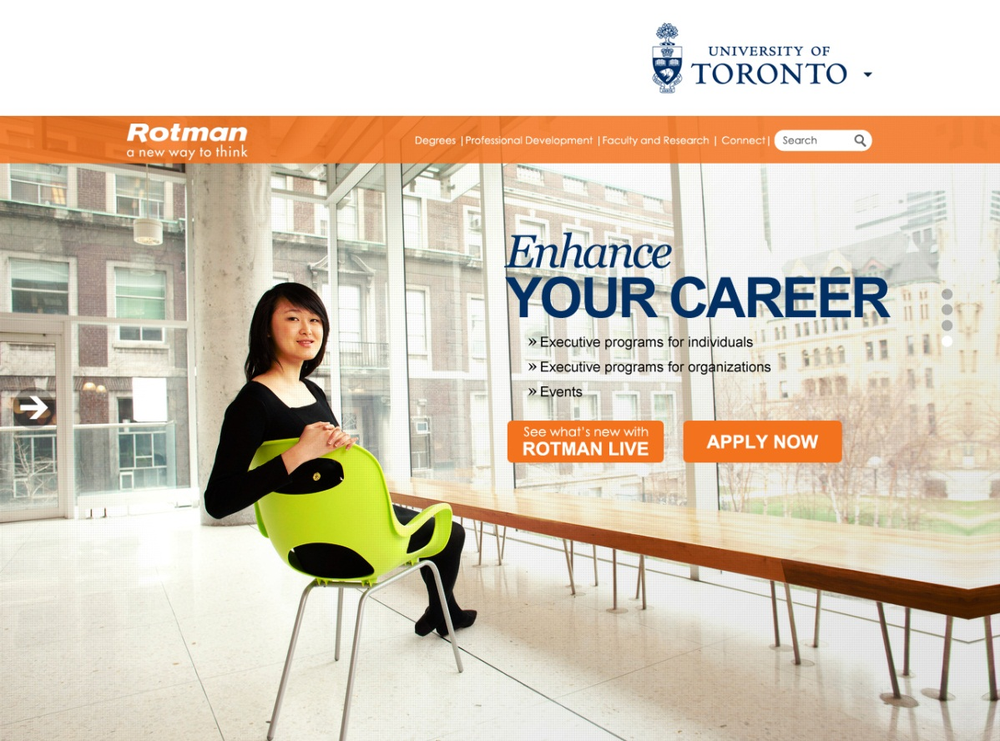 UNIVERSITY OF
TORONTO
Rotman
a new way to think
Degrees | Professional Development | Faculty and Research | Connect |
Search
Enhance
YOUR CAREER
» Executive programs for individuals
» Executive programs for organizations
» Events
See what's new with
ROTMAN LIVE
APPLY NOW